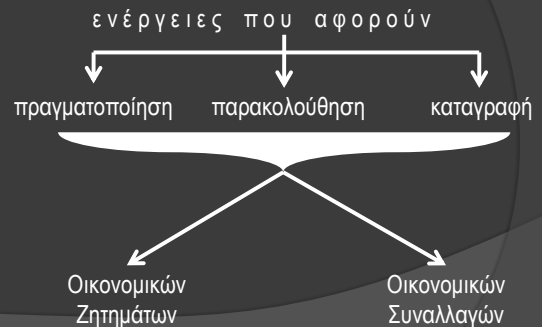 ενέργειες που αφορούν
πραγματοποίηση παρακολούθηση καταγραφή
Οικονομικών Οικονομικών
Ζητημάτων Συναλλαγών